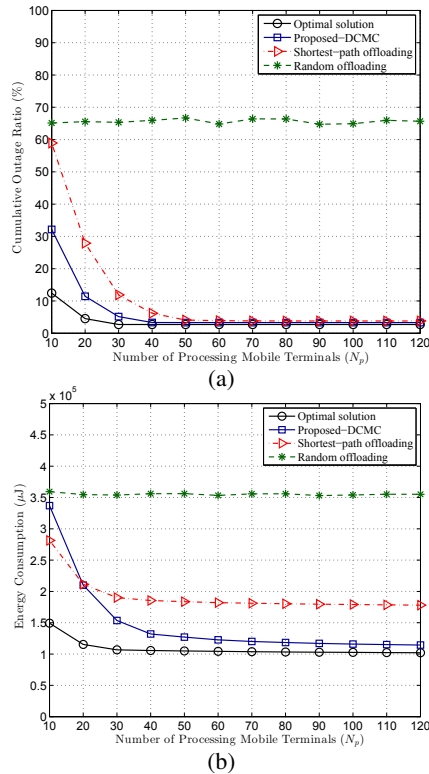 100
90
80
70
60
50
40
30
20
10
0
Cumulative Outage Ratio (%)
Optimal solution
Proposed-DCMC
Shortest-path offloading
Random offloading
10 20 30 40 50 60 70 80 90 100 110 120
Number of Processing Mobile Terminals (N_p)
(a)
5 x 10^5
4.5
4
3.5
3
2.5
2
1.5
1
0.5
0
Energy Consumption (μJ)
Optimal solution
Proposed-DCMC
Shortest-path offloading
Random offloading
10 20 30 40 50 60 70 80 90 100 110 120
Number of Processing Mobile Terminals (N_p)
(b)